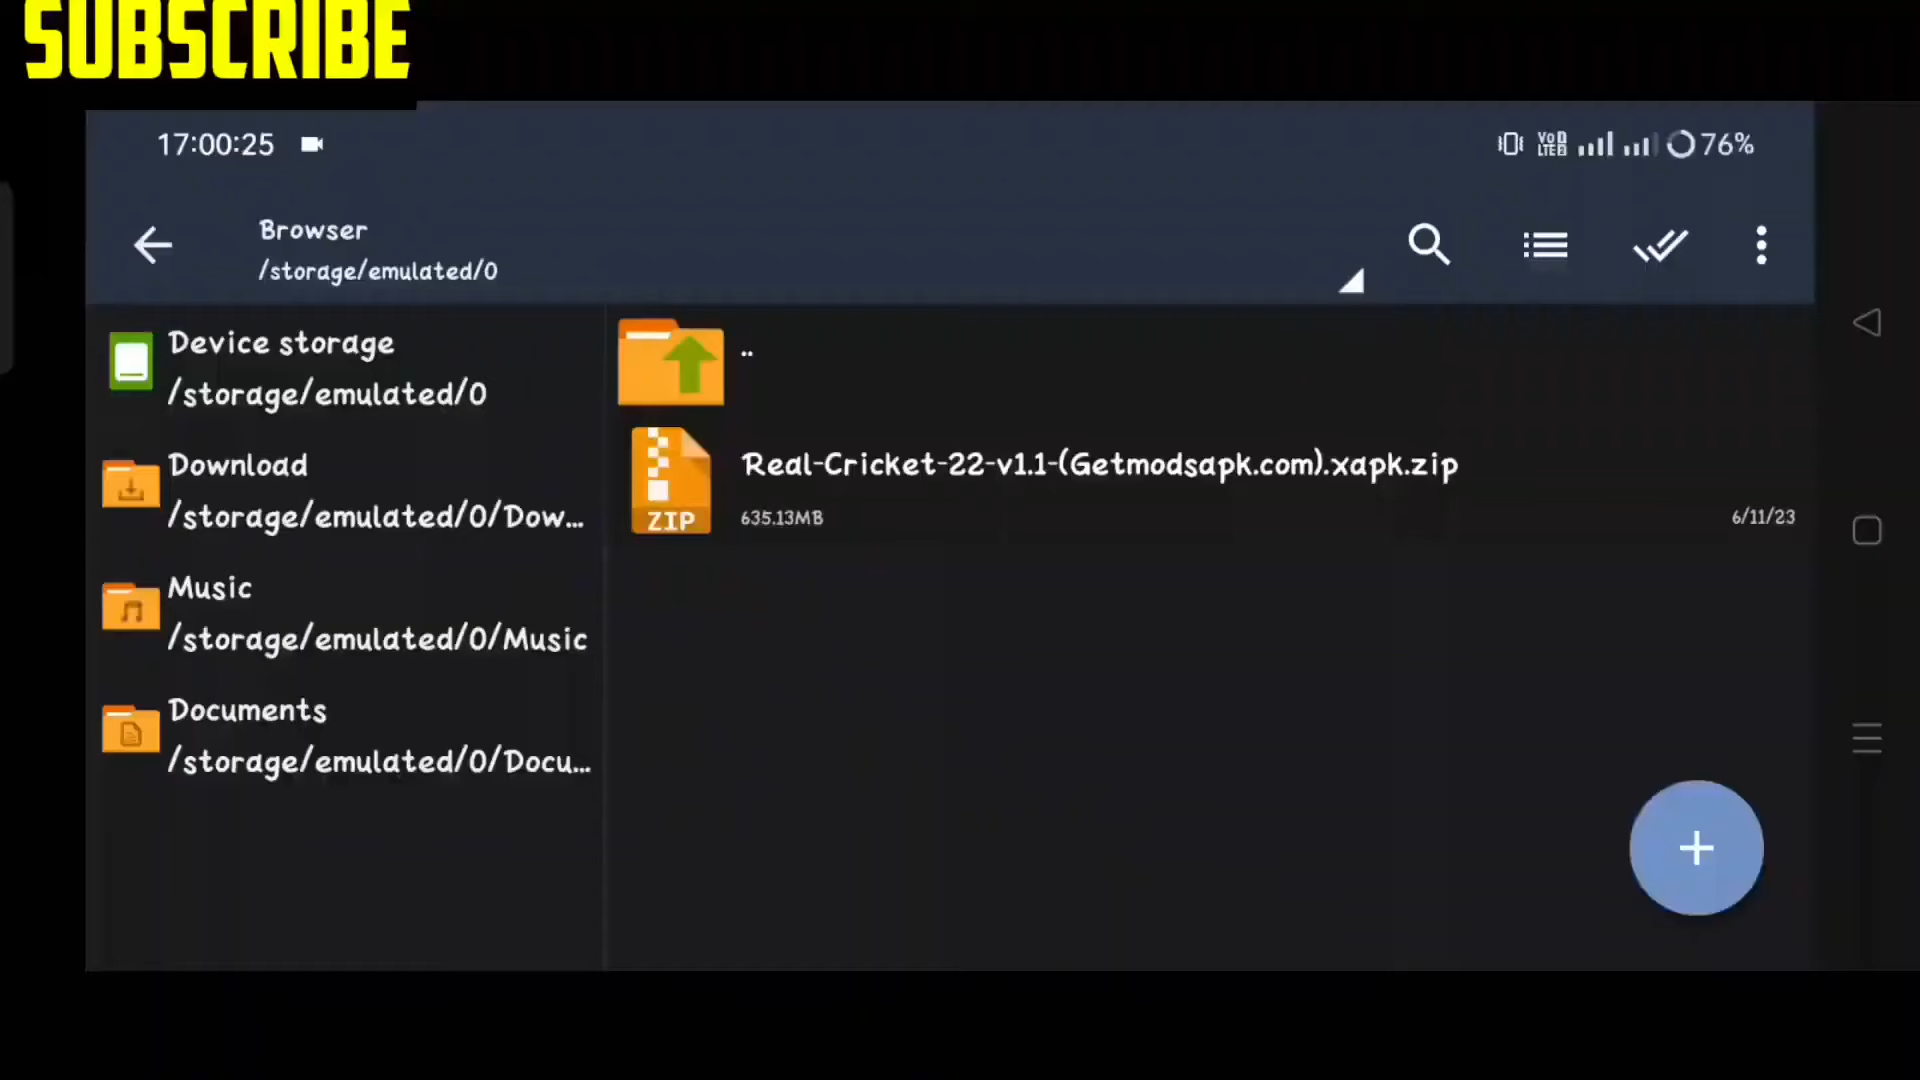 SUBSCRIBE
17:00:25
VoD LTE2
76%
Browser
/storage/emulated/0
Device storage
/storage/emulated/0
Download
/storage/emulated/0/Dow...
Music
/storage/emulated/0/Music
Documents
/storage/emulated/0/Docu...
..
Real-Cricket-22-v1.1-(Getmodsapk.com).xapk.zip
ZIP
635.13MB
6/11/23